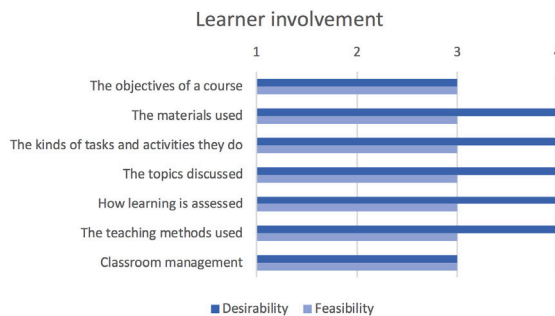 Learner involvement
1 2 3 4
The objectives of a course
The materials used
The kinds of tasks and activities they do
The topics discussed
How learning is assessed
The teaching methods used
Classroom management
Desirability Feasibility